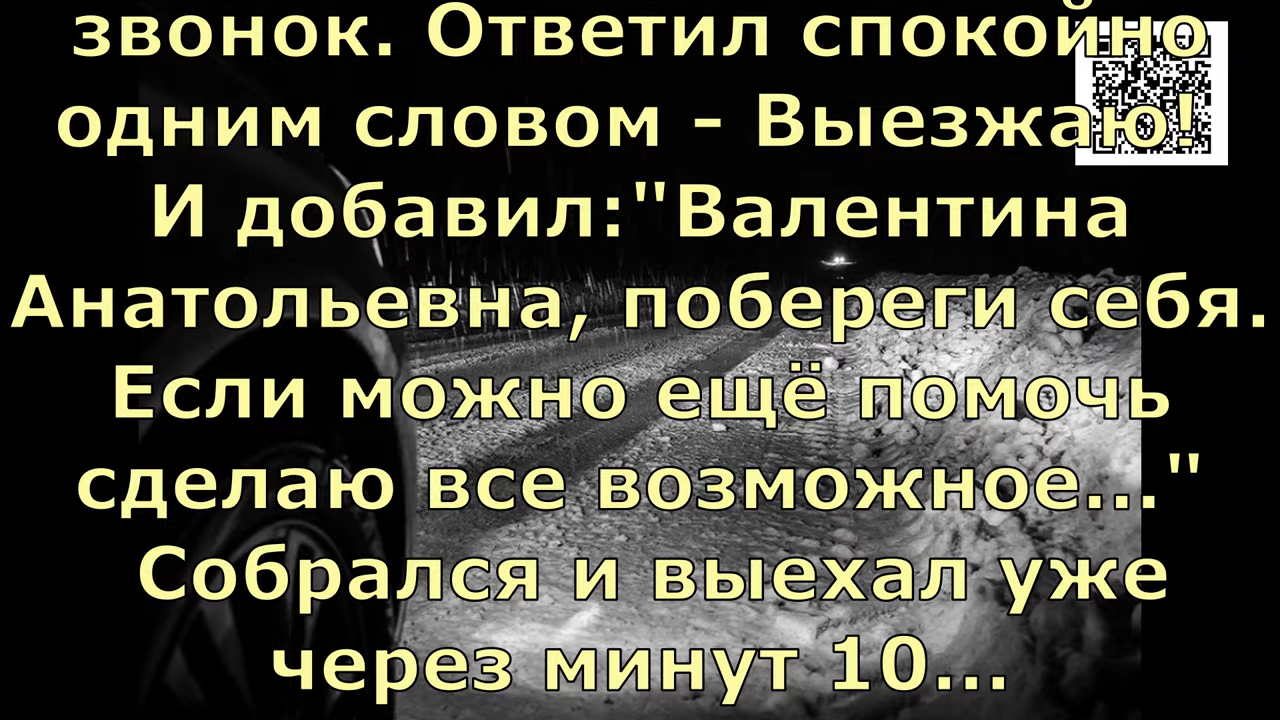 звонок. Ответил спокойно
одним словом - Выезжаю!
И добавил:"Валентина
Анатольевна, побереги себя.
Если можно ещё помочь
сделаю все возможное..."
Собрался и выехал уже
через минут 10...